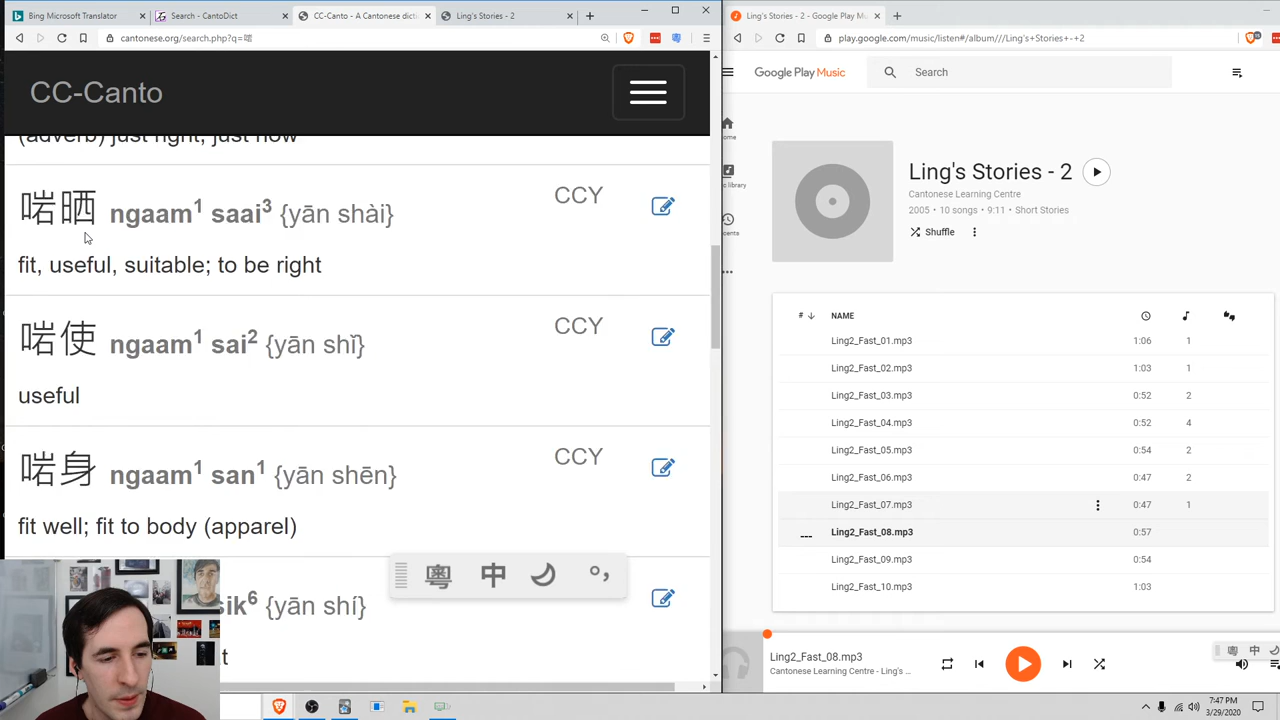 Bing Microsoft Translator
Search - CantoDict
CC-Canto - A Cantonese dicti
Ling's Stories - 2
cantonese.org/search.php?q=啱
CC-Canto
(adverb) just right, just now
啱晒 ngaam1 saai3 {yān shài}
CCY
fit, useful, suitable; to be right
啱使 ngaam1 sai2 {yān shǐ}
CCY
useful
啱身 ngaam1 san1 {yān shēn}
CCY
fit well; fit to body (apparel)
sik6 {yān shí}
粵 中
Ling's Stories - 2 - Google Play Mus
play.google.com/music/listen#/album///Ling's+Stories+-+2
Google Play Music
Search
ome
ic library
cents
Ling's Stories - 2
Cantonese Learning Centre
2005 • 10 songs • 9:11 • Short Stories
Shuffle
# NAME
Ling2_Fast_01.mp3 1:06 1
Ling2_Fast_02.mp3 1:03 1
Ling2_Fast_03.mp3 0:52 2
Ling2_Fast_04.mp3 0:52 4
Ling2_Fast_05.mp3 0:54 2
Ling2_Fast_06.mp3 0:47 2
Ling2_Fast_07.mp3 0:47 1
Ling2_Fast_08.mp3 0:57
Ling2_Fast_09.mp3 0:54
Ling2_Fast_10.mp3 1:03
Ling2_Fast_08.mp3
Cantonese Learning Centre - Ling's ...
粵 中
7:47 PM
3/29/2020